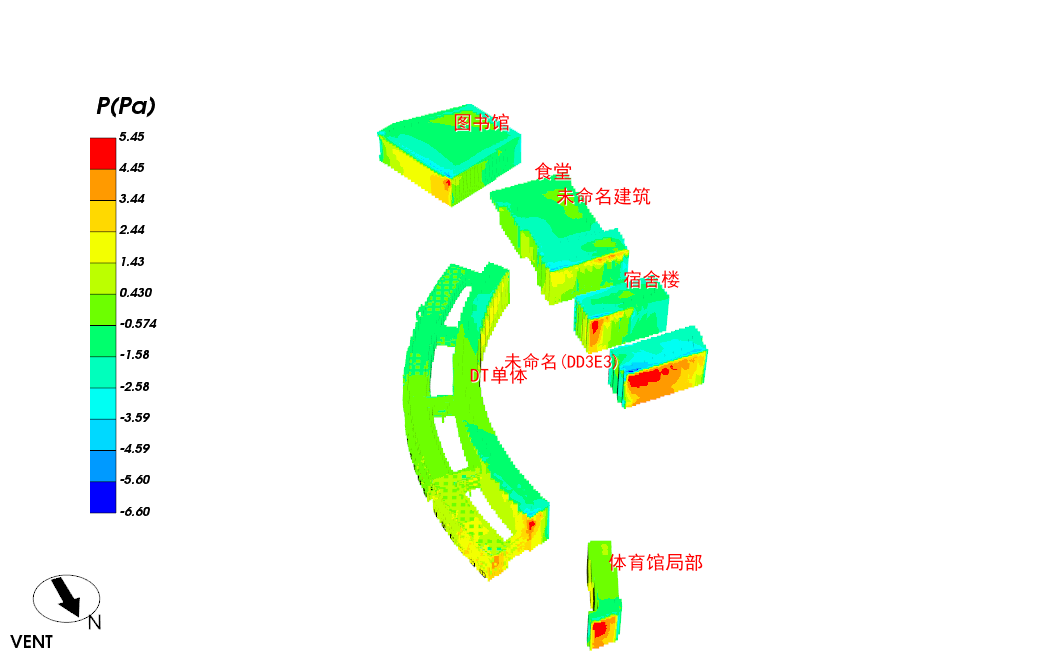 P(Pa)
5.45
4.45
3.44
2.44
1.43
0.430
-0.574
-1.58
-2.58
-3.59
-4.59
-5.60
-6.60
图书馆
食堂
未命名建筑
宿舍楼
未命名(DD3E3)
DT单体
体育馆局部
N
VENT